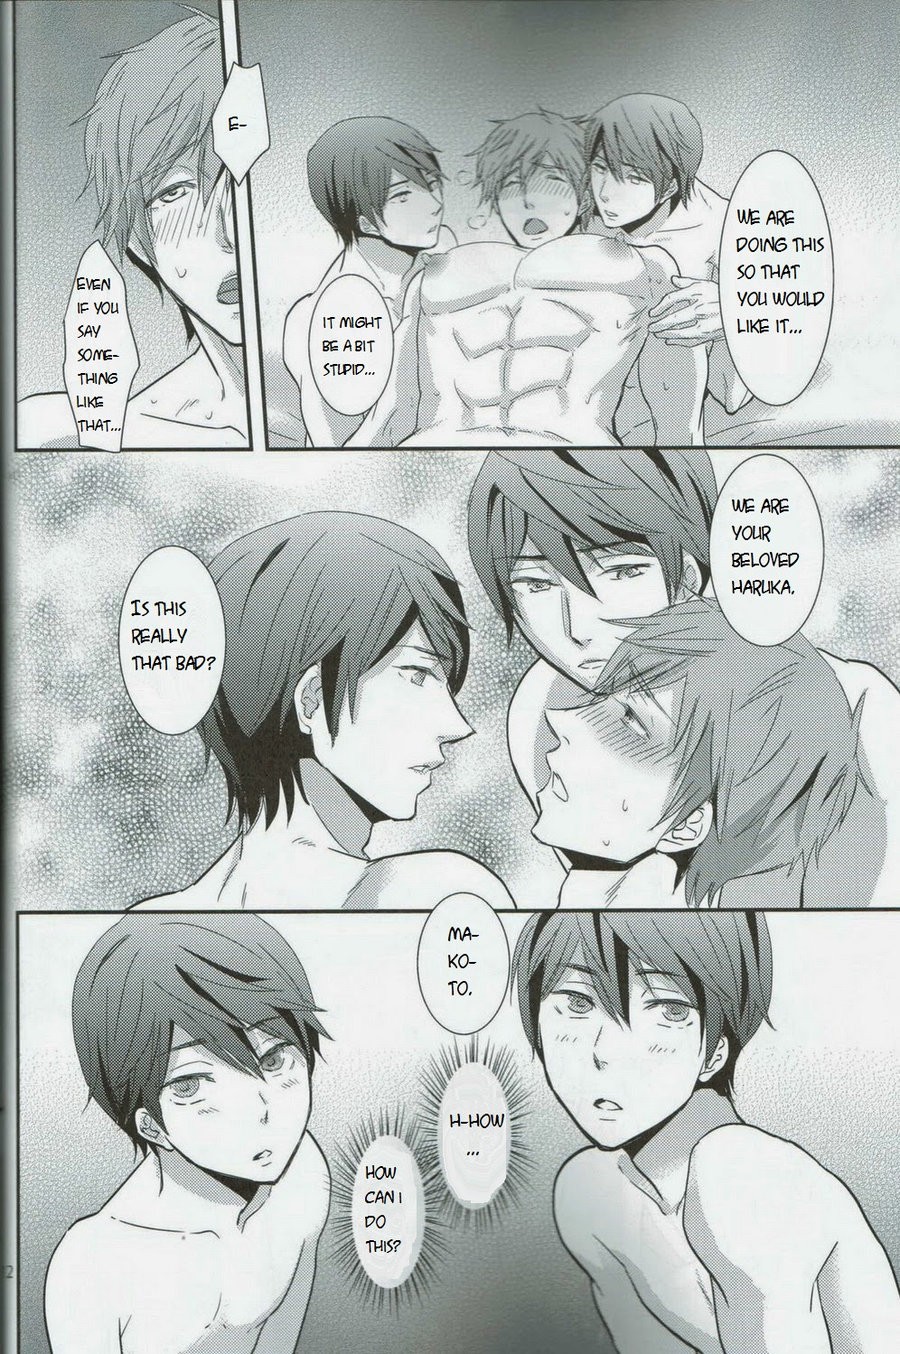 WE ARE
DOING THIS
SO THAT
YOU WOULD
LIKE IT...
IT MIGHT
BE A BIT
STUPID...
E-
EVEN
IF YOU
SAY
SOME-
THING
LIKE
THAT...
WE ARE
YOUR
BELOVED
HARUKA.
IS THIS
REALLY
THAT BAD?
MA-
KO-
TO.
H-HOW
...
HOW
CAN I
DO
THIS?
2